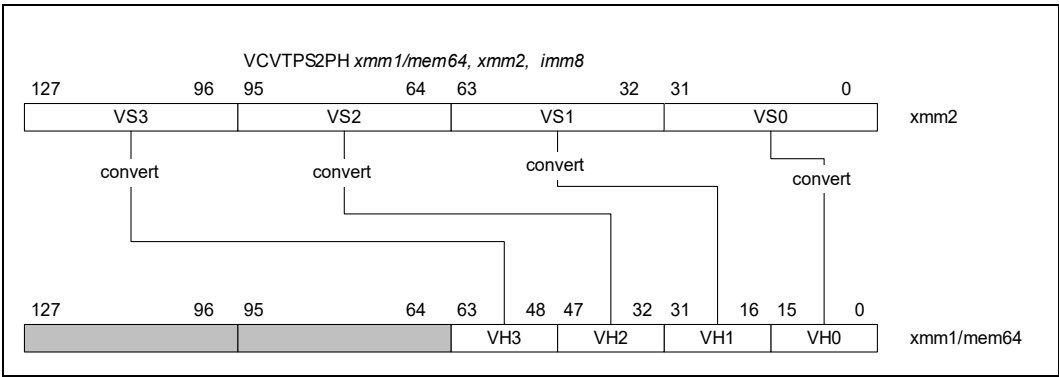 VCVTPS2PH xmm1/mem64, xmm2, imm8
127 96 95 64 63 32 31 0
VS3 VS2 VS1 VS0 xmm2
convert convert convert convert
127 96 95 64 63 48 47 32 31 16 15 0
VH3 VH2 VH1 VH0 xmm1/mem64